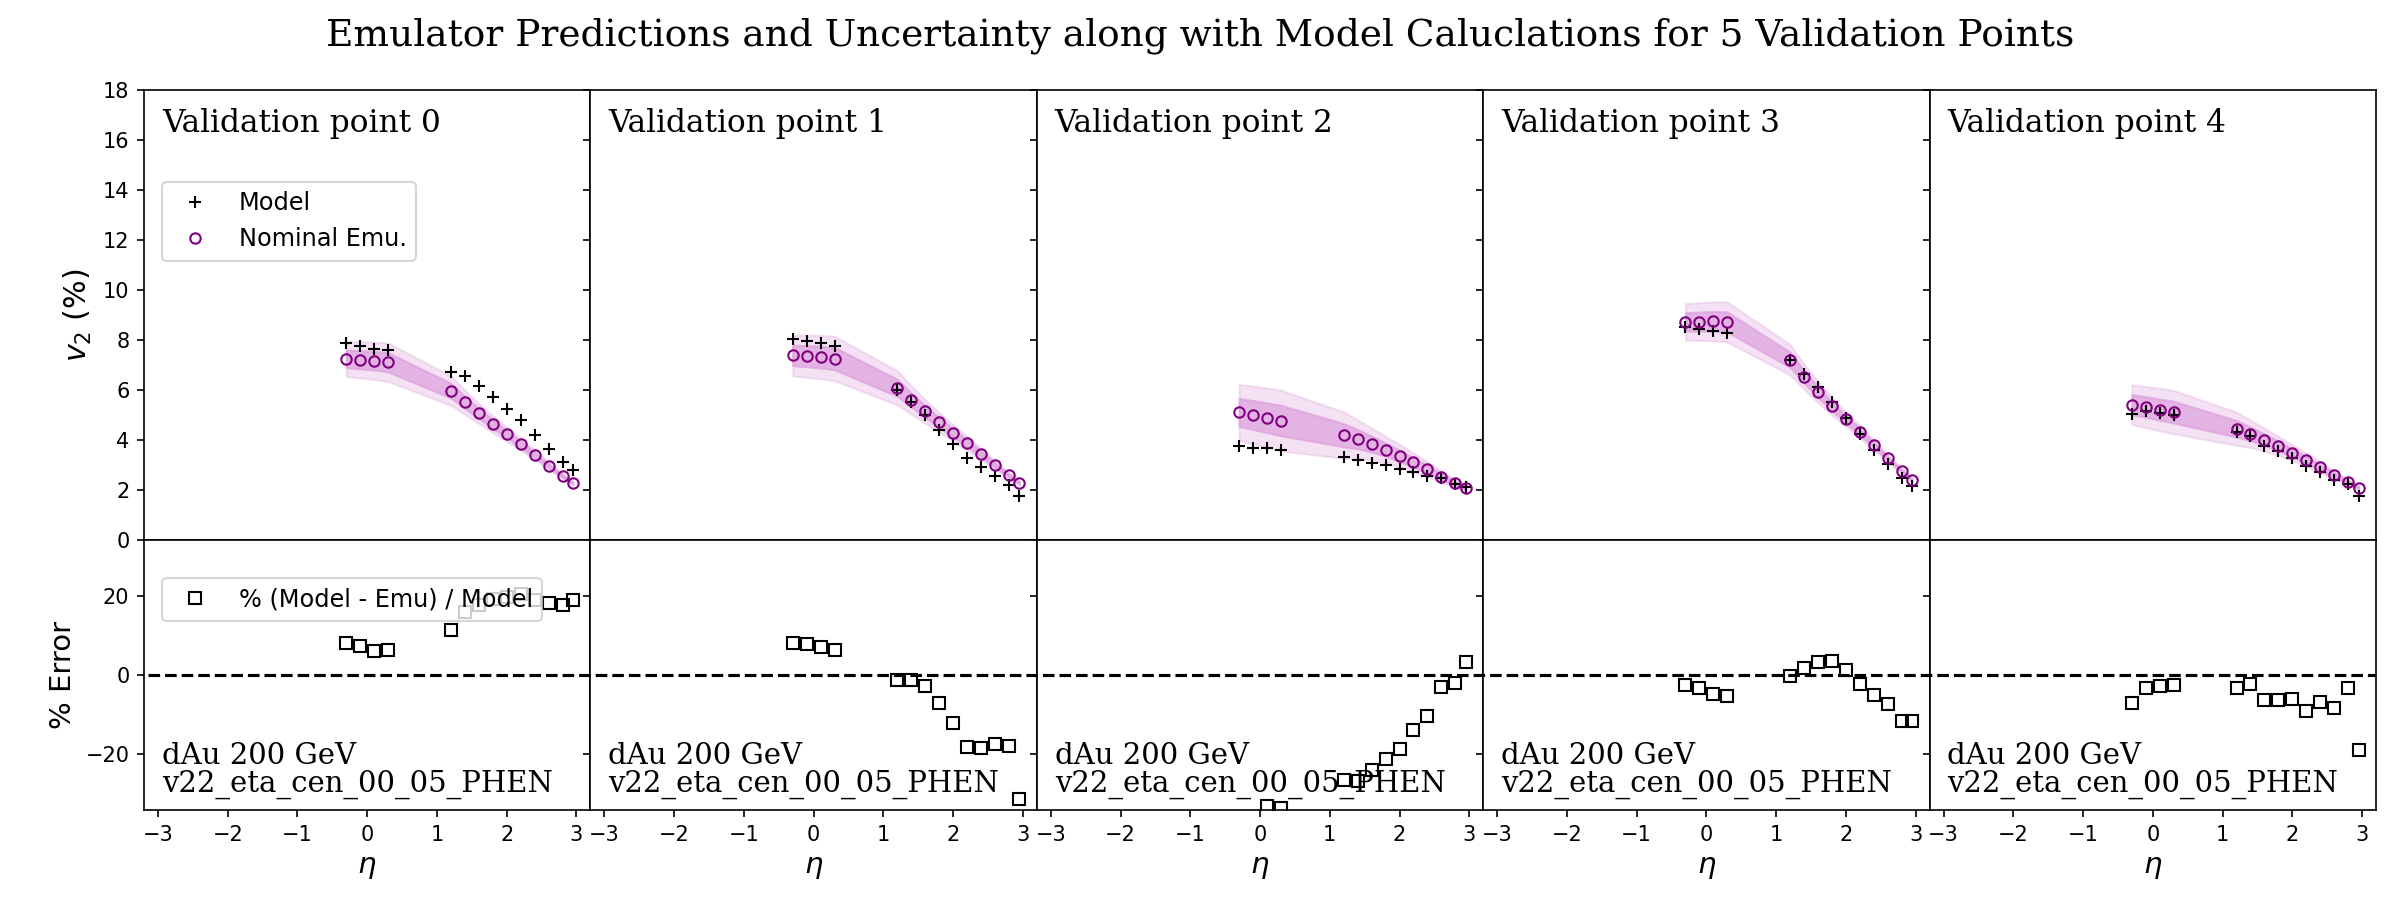 Emulator Predictions and Uncertainty along with Model Caluclations for 5 Validation Points
Validation point 0
Validation point 1
Validation point 2
Validation point 3
Validation point 4
Model
Nominal Emu.
v₂ (%)
18
16
14
12
10
8
6
4
2
0
% (Model - Emu) / Model
% Error
20
0
−20
dAu 200 GeV
v22_eta_cen_00_05_PHEN
dAu 200 GeV
v22_eta_cen_00_05_PHEN
dAu 200 GeV
v22_eta_cen_00_05_PHEN
dAu 200 GeV
v22_eta_cen_00_05_PHEN
dAu 200 GeV
v22_eta_cen_00_05_PHEN
−3 −2 −1 0 1 2 3
−3 −2 −1 0 1 2 3
−3 −2 −1 0 1 2 3
−3 −2 −1 0 1 2 3
−3 −2 −1 0 1 2 3
η
η
η
η
η